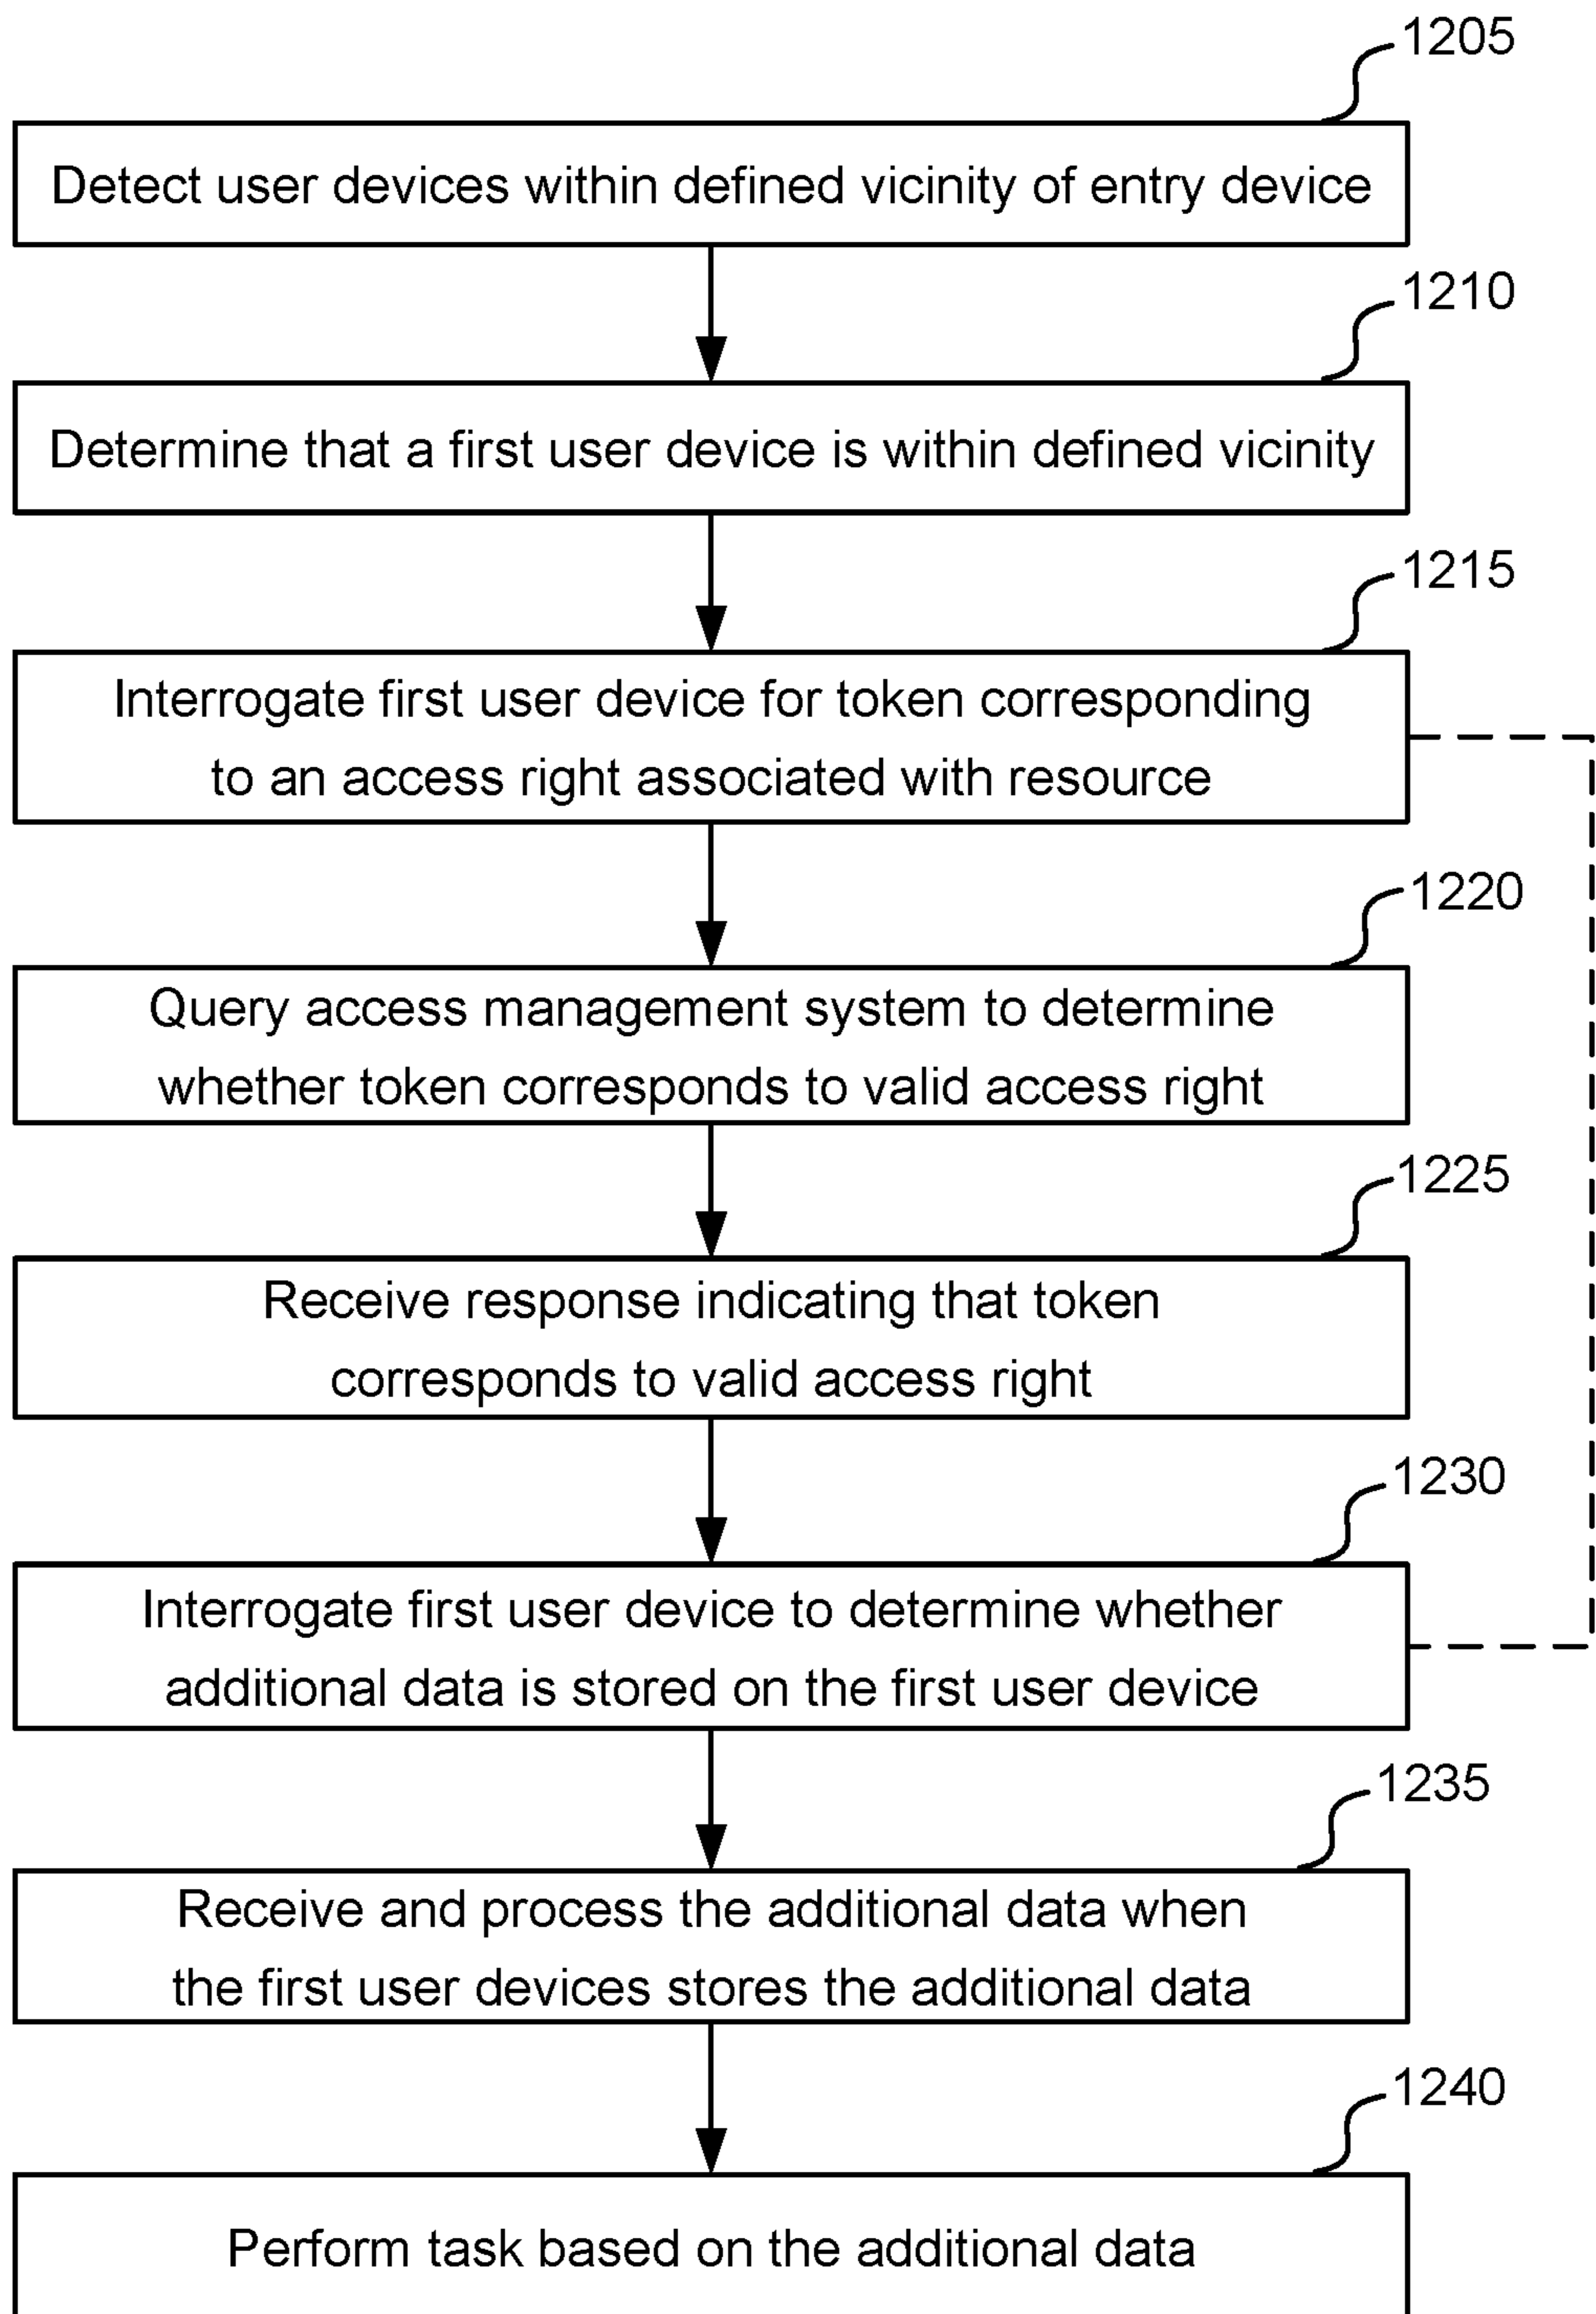 1205
Detect user devices within defined vicinity of entry device
1210
Determine that a first user device is within defined vicinity
1215
Interrogate first user device for token corresponding
to an access right associated with resource
1220
Query access management system to determine
whether token corresponds to valid access right
1225
Receive response indicating that token
corresponds to valid access right
1230
Interrogate first user device to determine whether
additional data is stored on the first user device
1235
Receive and process the additional data when
the first user devices stores the additional data
1240
Perform task based on the additional data